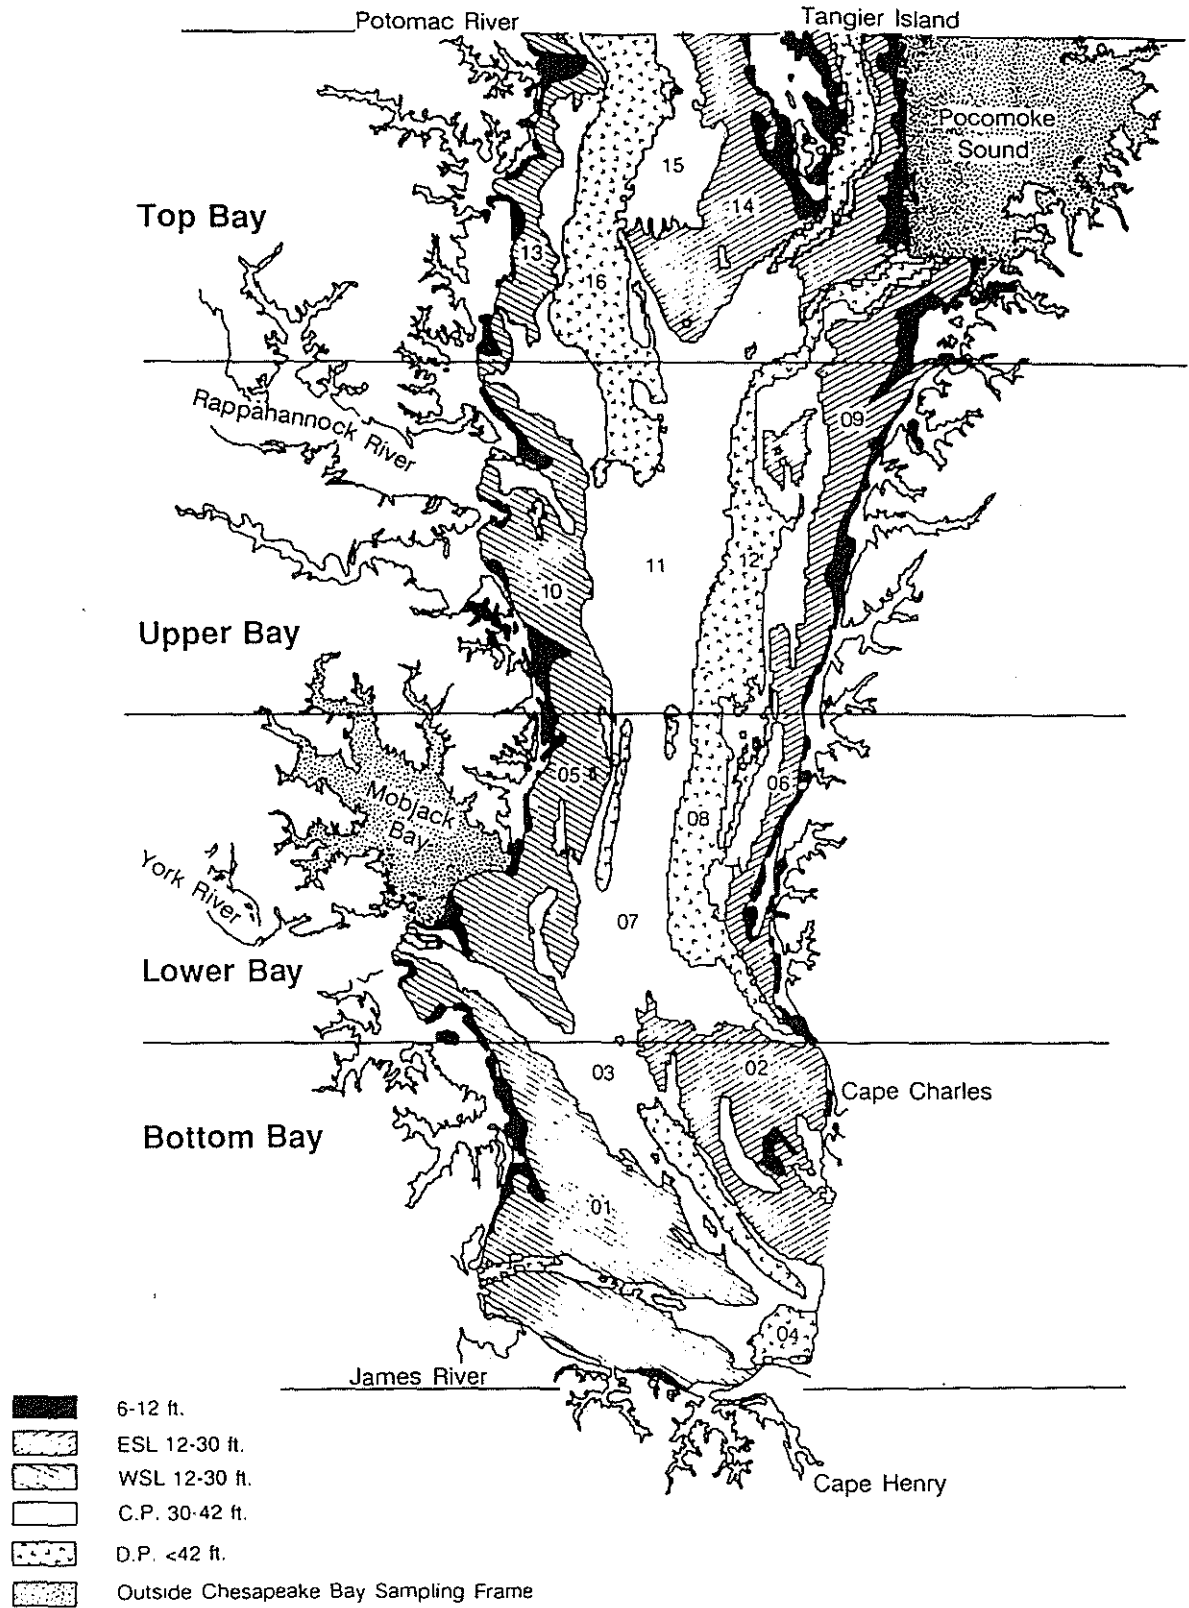 Potomac River
Tangier Island
Pocomoke
Sound
15
Top Bay
14
13
16
Rappahannock
River
09
11
12
10
Upper Bay
05
06
Mobjack
Bay
08
York River
07
Lower Bay
03
02
Cape Charles
Bottom Bay
01
04
James River
6-12 ft.
ESL 12-30 ft.
WSL 12-30 ft.
C.P. 30-42 ft.
Cape Henry
D.P. <42 ft.
Outside Chesapeake Bay Sampling Frame